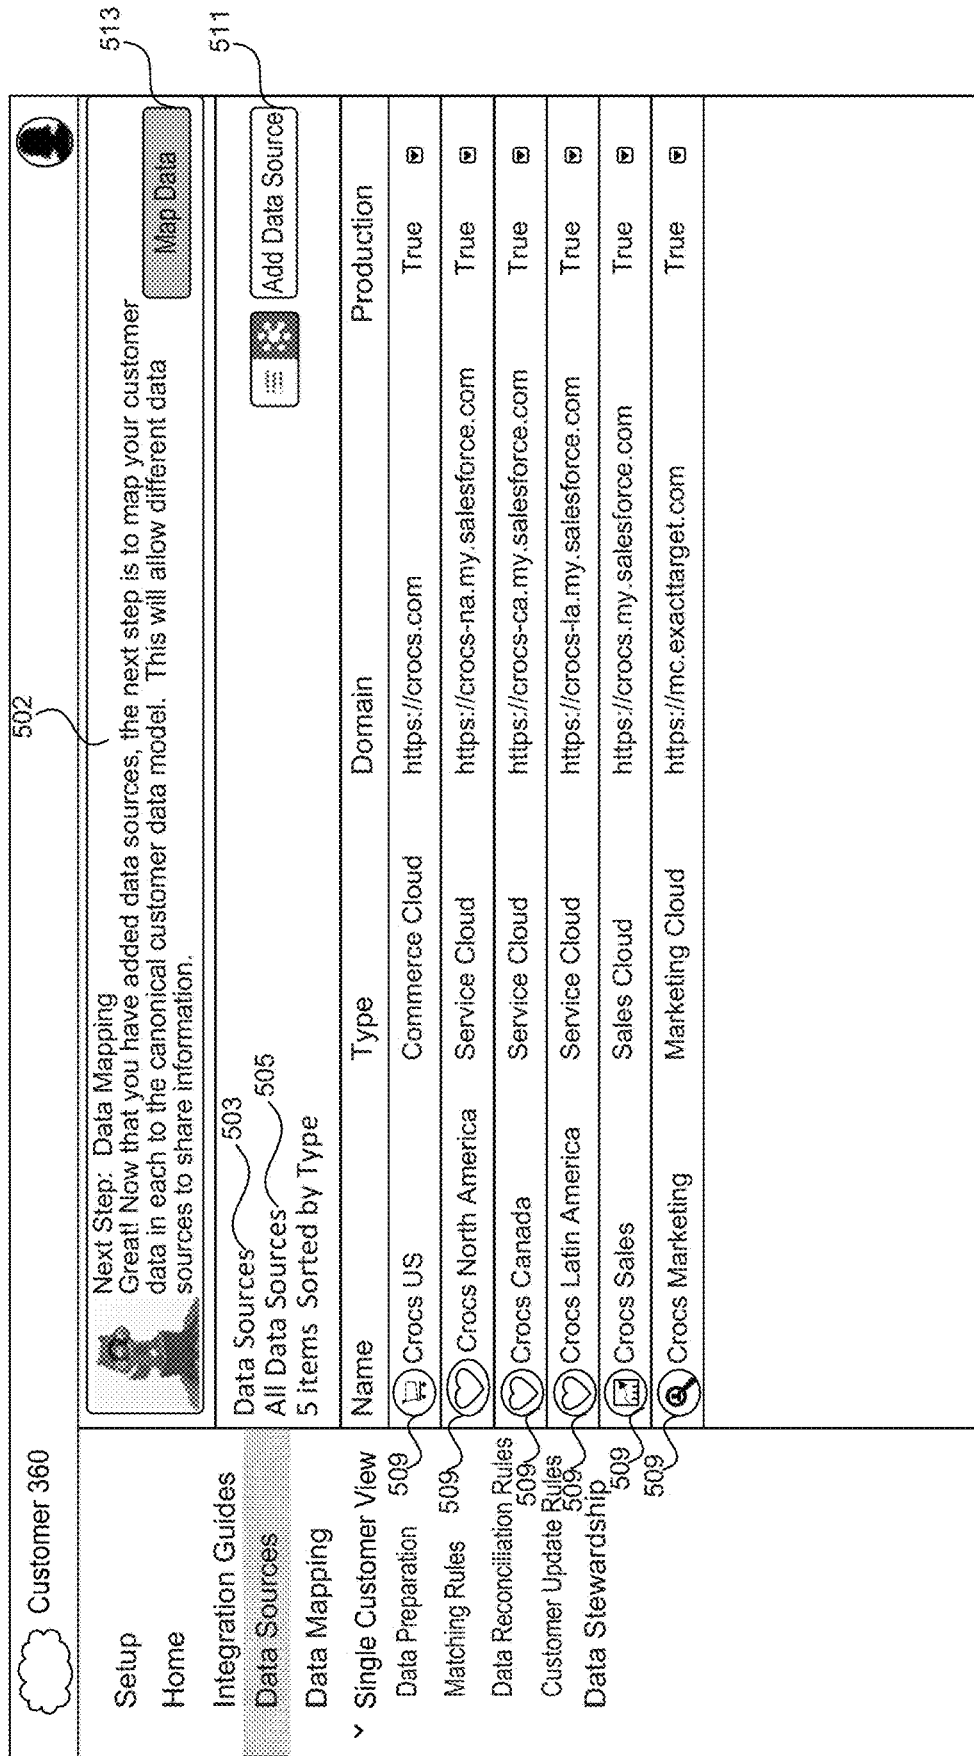 Customer 360
Setup
Home
Integration Guides
Data Sources
Data Mapping
Single Customer View
Data Preparation
Matching Rules
Data Reconciliation Rules
Customer Update Rules
Data Stewardship
502
Next Step: Data Mapping
Great! Now that you have added data sources, the next step is to map your customer
data in each to the canonical customer data model. This will allow different data
sources to share information.
Map Data
513
Data Sources 503
All Data Sources 505
5 items Sorted by Type
Add Data Source
511
Name Type Domain Production
509 Crocs US Commerce Cloud https://crocs.com True
509 Crocs North America Service Cloud https://crocs-na.my.salesforce.com True
509 Crocs Canada Service Cloud https://crocs-ca.my.salesforce.com True
509 Crocs Latin America Service Cloud https://crocs-la.my.salesforce.com True
509 Crocs Sales Sales Cloud https://crocs.my.salesforce.com True
509 Crocs Marketing Marketing Cloud https://mc.exacttarget.com True